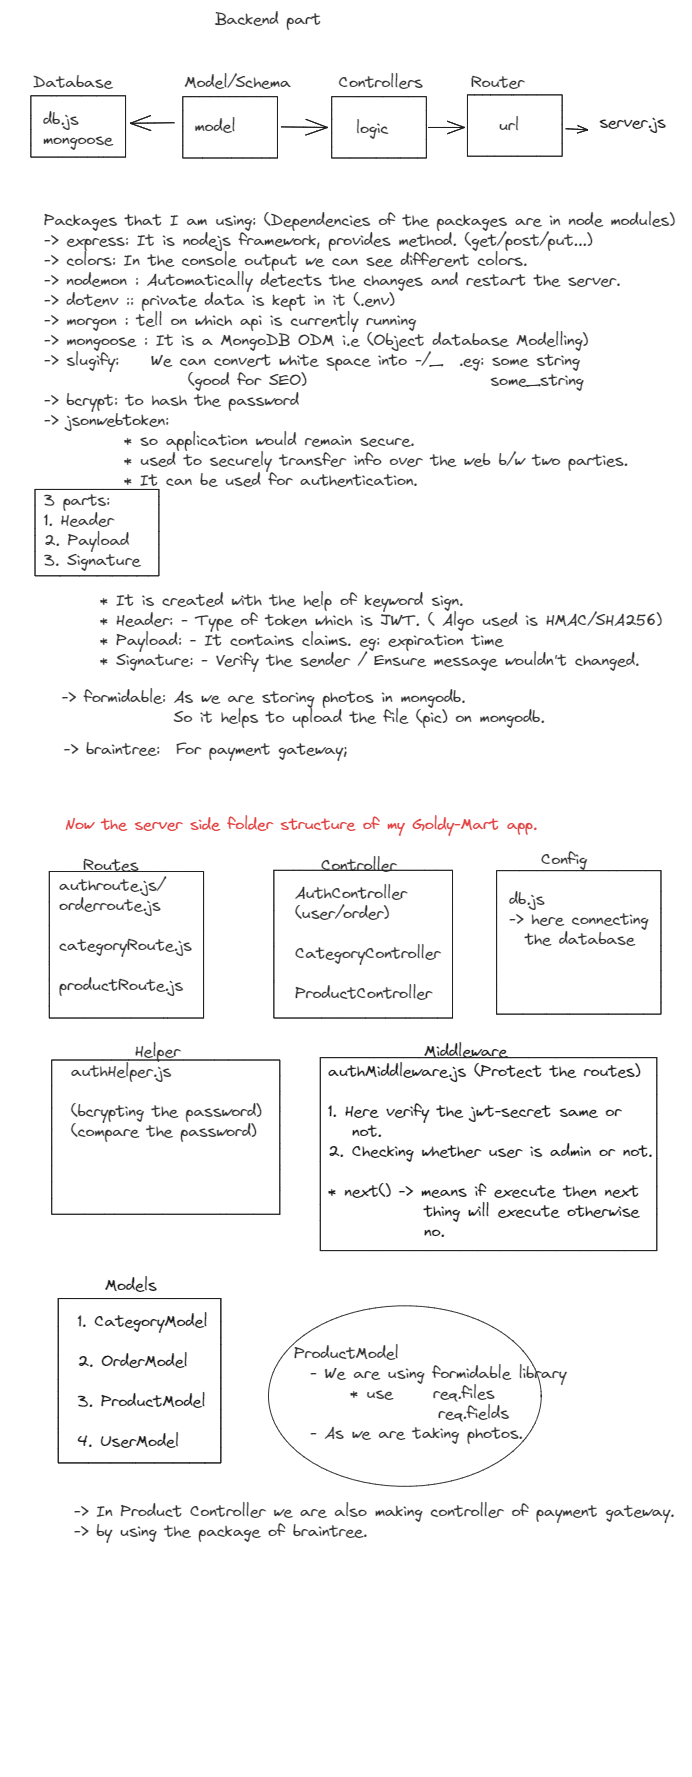 Backend part
Database
Model/Schema
Controllers
Router
db.js
mongoose
model
logic
url
server.js
Packages that I am using: (Dependencies of the packages are in node modules)
-> express: It is nodejs framework, provides method. (get/post/put...)
-> colors: In the console output we can see different colors.
-> nodemon : Automatically detects the changes and restart the server.
-> dotenv :: private data is kept in it (.env)
-> morgon : tell on which api is currently running
-> mongoose : It is a MongoDB ODM i.e (Object database Modelling)
-> slugify: We can convert white space into -/_ .eg: some string
(good for SEO) some_string
-> bcrypt: to hash the password
-> jsonwebtoken:
* so application would remain secure.
* used to securely transfer info over the web b/w two parties.
* It can be used for authentication.
3 parts:
1. Header
2. Payload
3. Signature
* It is created with the help of keyword sign.
* Header: - Type of token which is JWT. ( Algo used is HMAC/SHA256)
* Payload: - It contains claims. eg: expiration time
* Signature: - Verify the sender / Ensure message wouldn't changed.
-> formidable: As we are storing photos in mongodb.
So it helps to upload the file (pic) on mongodb.
-> braintree: For payment gateway;
Now the server side folder structure of my Goldy-Mart app.
Routes
authroute.js/
orderroute.js
categoryRoute.js
productRoute.js
Controller
AuthController
(user/order)
CategoryController
ProductController
Config
db.js
-> here connecting
the database
Helper
authHelper.js
(bcrypting the password)
(compare the password)
Middleware
authMiddleware.js (Protect the routes)
1. Here verify the jwt-secret same or
not.
2. Checking whether user is admin or not.
* next() -> means if execute then next
thing will execute otherwise
no.
Models
1. CategoryModel
2. OrderModel
3. ProductModel
4. UserModel
ProductModel
- We are using formidable library
* use req.files
req.fields
- As we are taking photos.
-> In Product Controller we are also making controller of payment gateway.
-> by using the package of braintree.